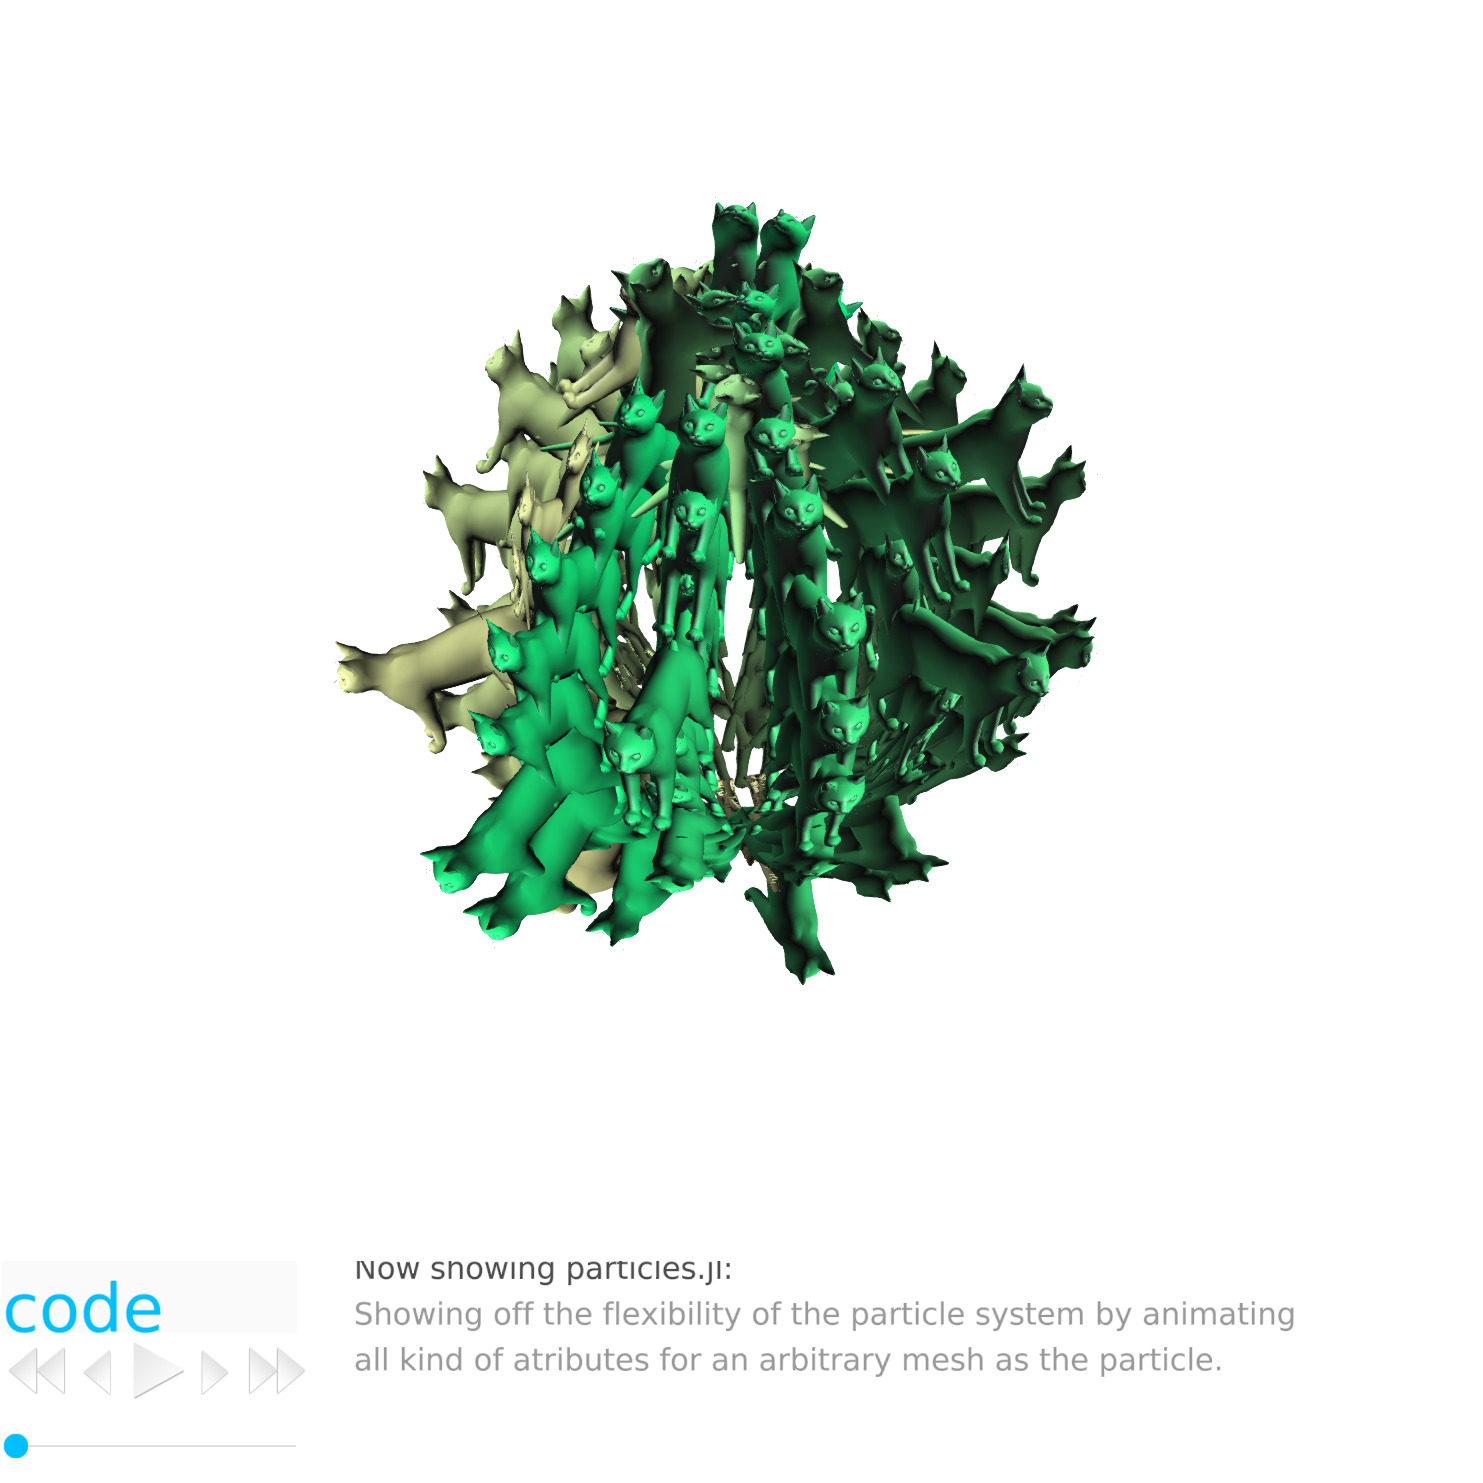 Now showing particles.jl:
code
Showing off the flexibility of the particle system by animating
all kind of atributes for an arbitrary mesh as the particle.